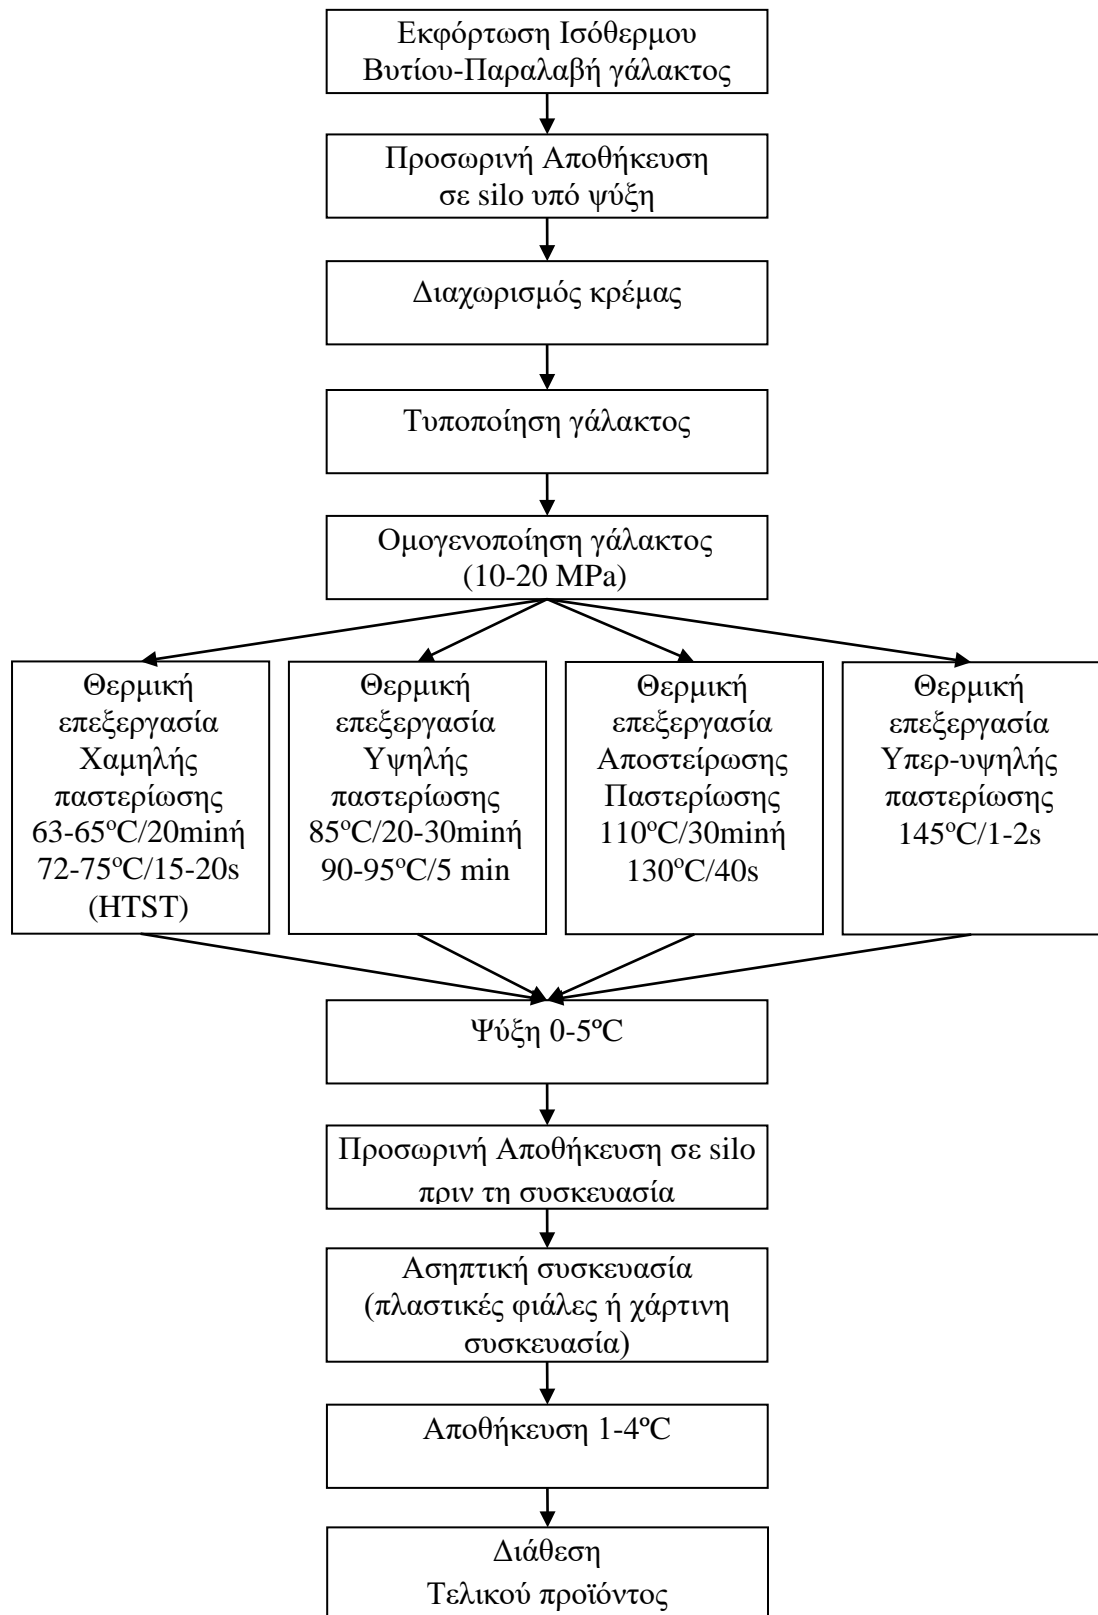 Εκφόρτωση Ισόθερμου
Βυτίου-Παραλαβή γάλακτος
Προσωρινή Αποθήκευση
σε silo υπό ψύξη
Διαχωρισμός κρέμας
Τυποποίηση γάλακτος
Ομογενοποίηση γάλακτος
(10-20 MPa)
Θερμική
επεξεργασία
Χαμηλής
παστερίωσης
63-65ºC/20minή
72-75ºC/15-20s
(HTST)
Θερμική
επεξεργασία
Υψηλής
παστερίωσης
85ºC/20-30minή
90-95ºC/5 min
Θερμική
επεξεργασία
Αποστείρωσης
Παστερίωσης
110ºC/30minή
130ºC/40s
Θερμική
επεξεργασία
Υπερ-υψηλής
παστερίωσης
145ºC/1-2s
Ψύξη 0-5ºC
Προσωρινή Αποθήκευση σε silo
πριν τη συσκευασία
Ασηπτική συσκευασία
(πλαστικές φιάλες ή χάρτινη
συσκευασία)
Αποθήκευση 1-4ºC
Διάθεση
Τελικού προϊόντος